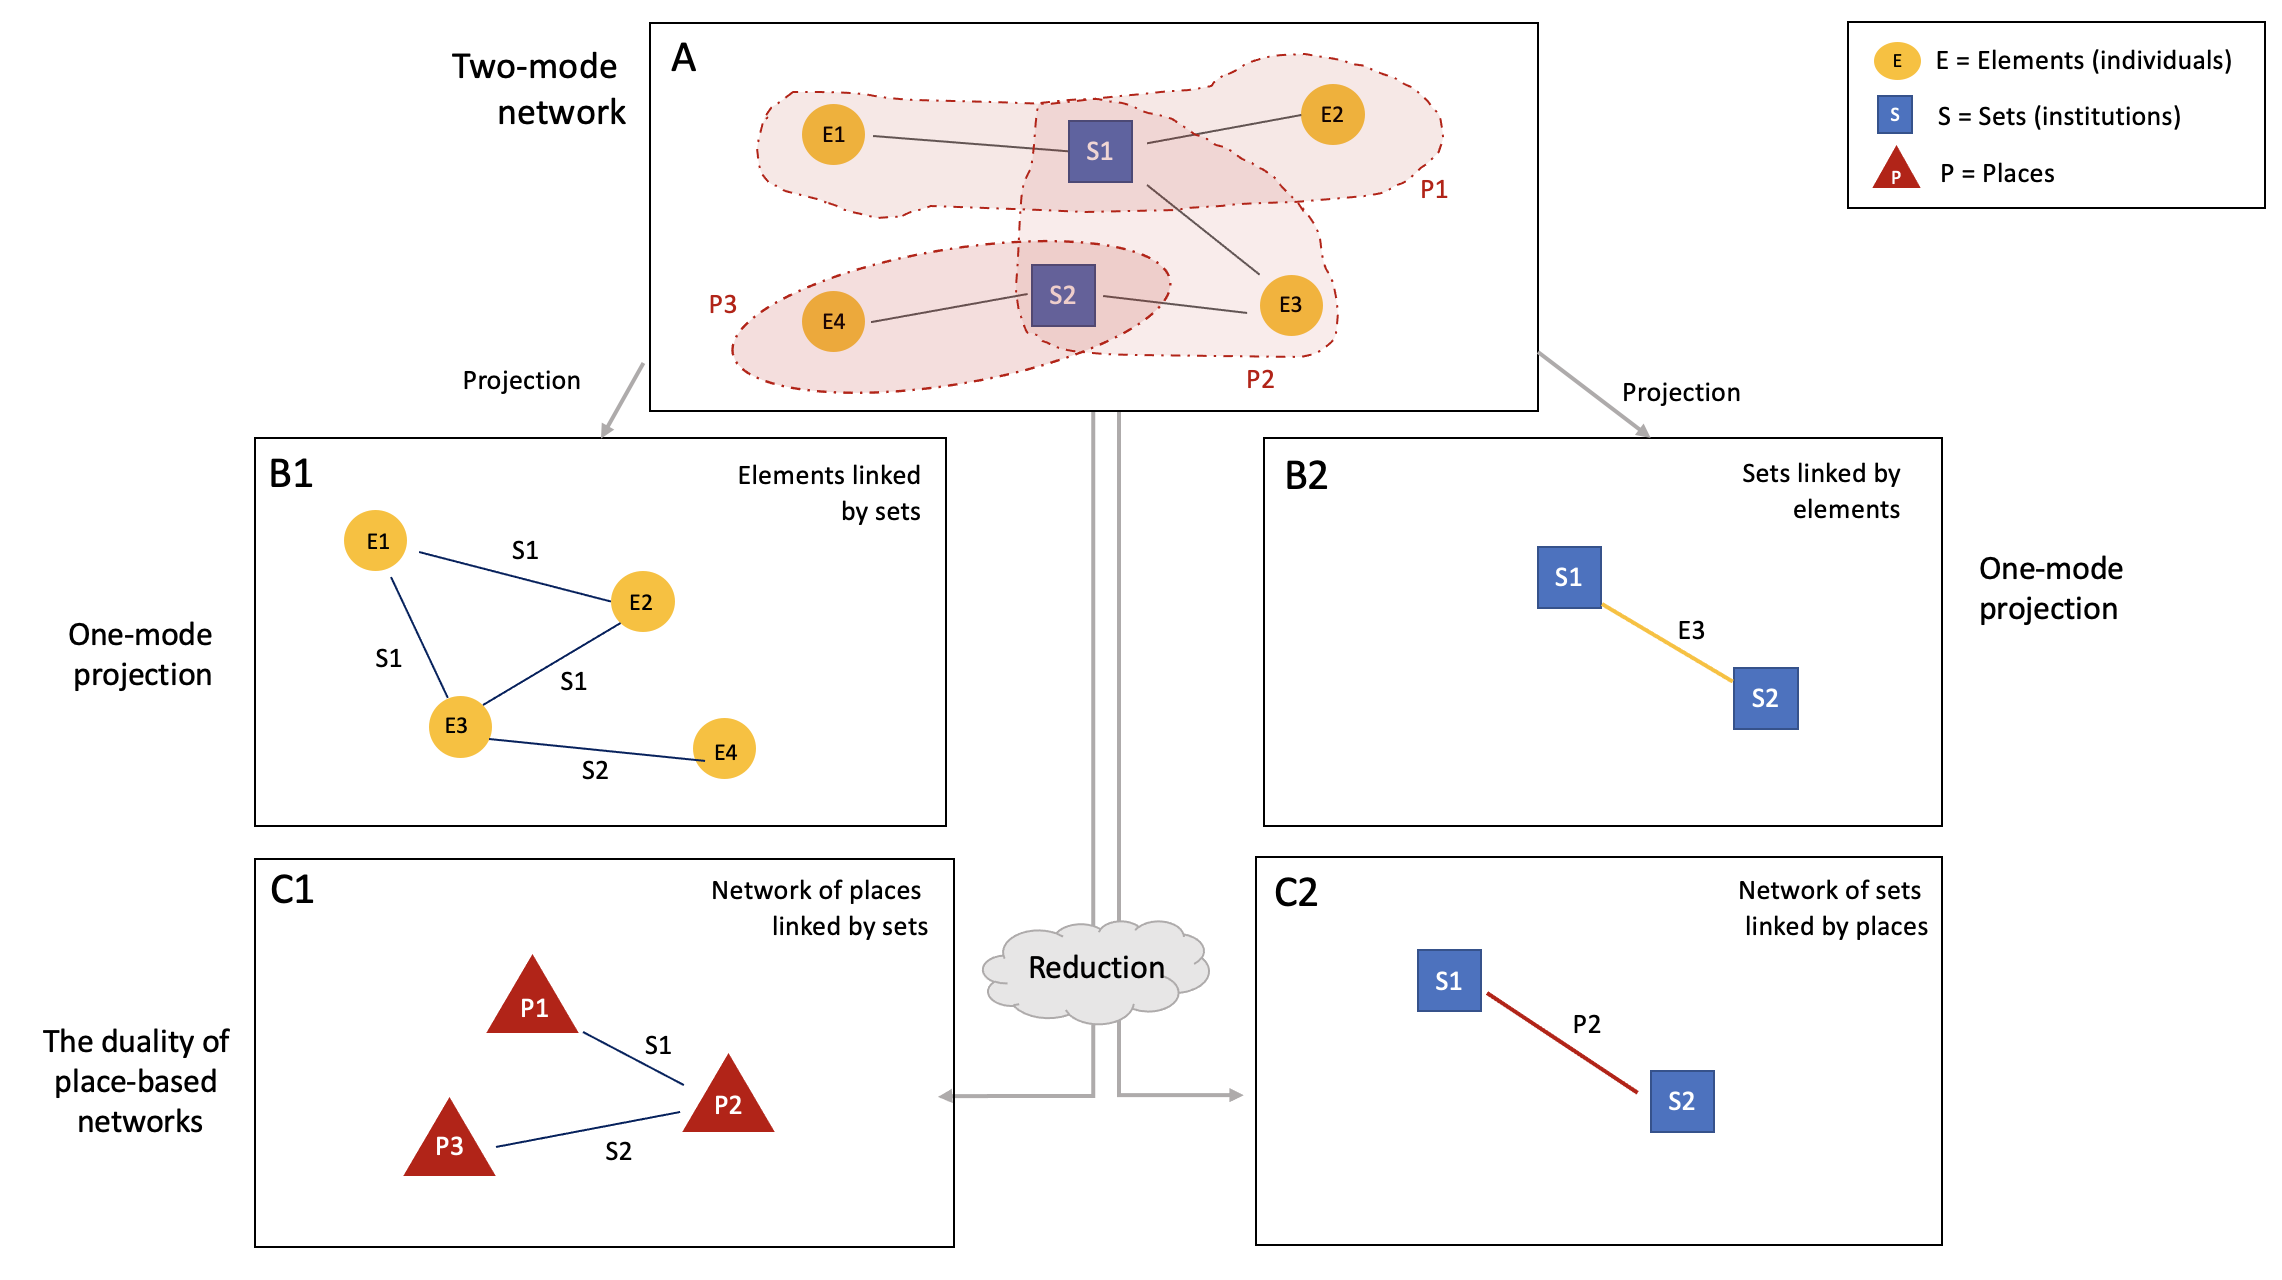 Two-mode
network
A
E1
S1
E2
P1
P3
E4
S2
E3
P2
E
E = Elements (individuals)
S
S = Sets (institutions)
P
P = Places
Projection
Projection
B1
Elements linked
by sets
E1
S1
E2
S1
S1
E3
S2
E4
One-mode
projection
B2
Sets linked by
elements
S1
E3
S2
One-mode
projection
C1
Network of places
linked by sets
P1
S1
P2
P3
S2
The duality of
place-based
networks
Reduction
C2
Network of sets
linked by places
S1
P2
S2